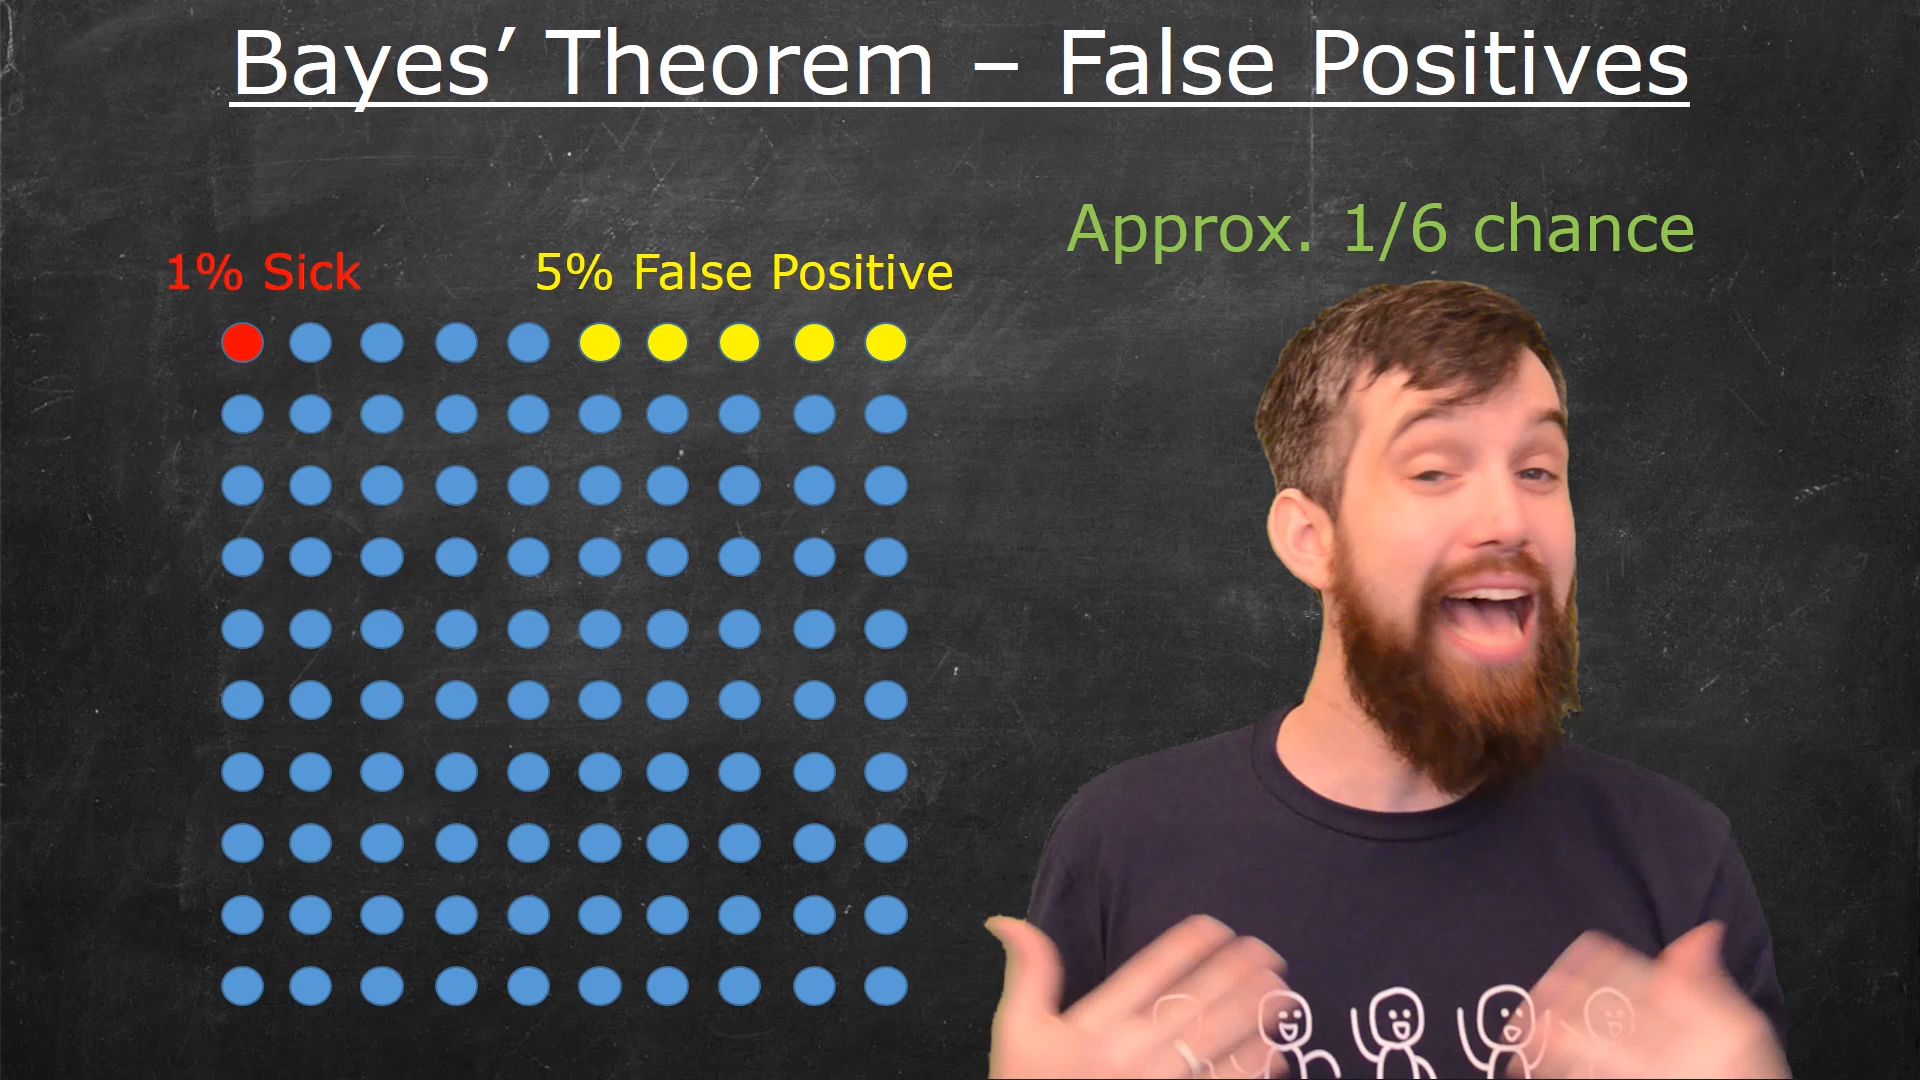 Bayes’ Theorem – False Positives
Approx. 1/6 chance
1% Sick
5% False Positive